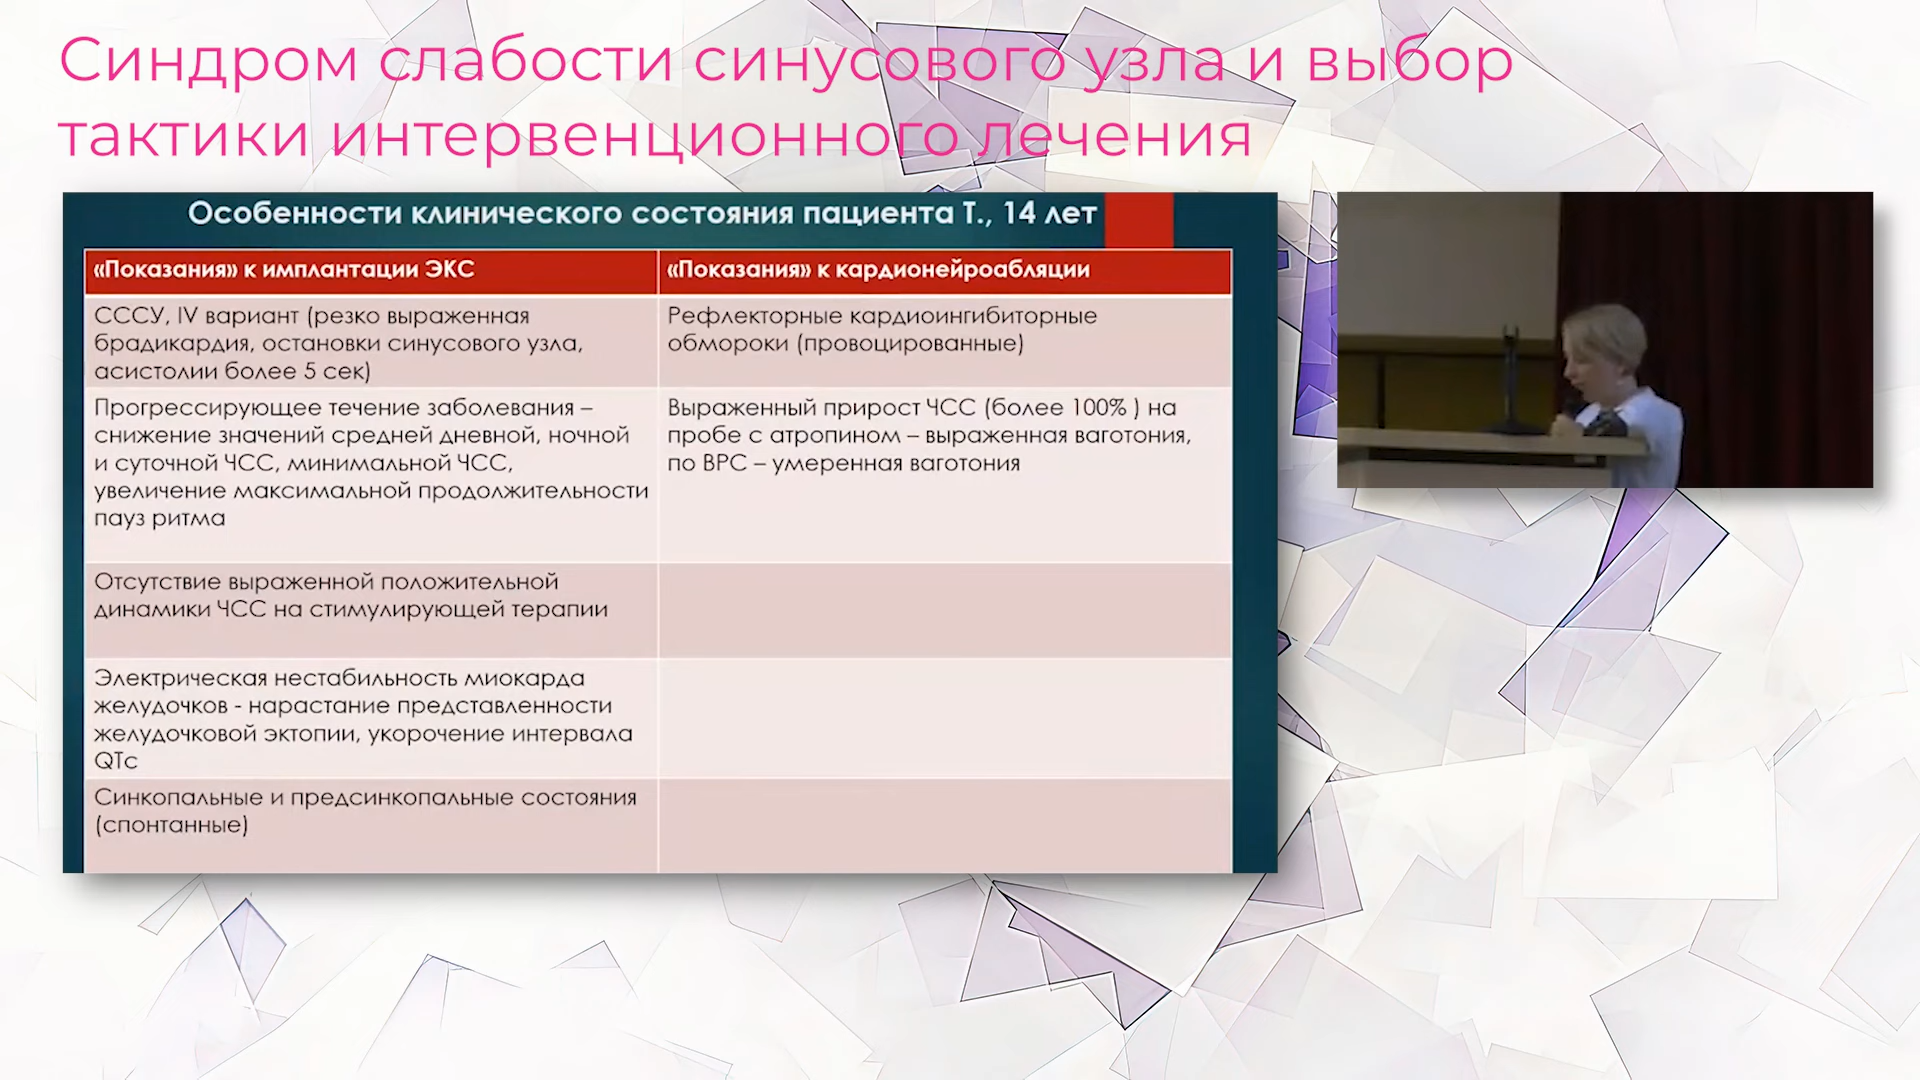 Синдром слабости синусового узла и выбор
тактики интервенционного лечения
Особенности клинического состояния пациента Т., 14 лет
«Показания» к имплантации ЭКС
«Показания» к кардионейроабляции
СССУ, IV вариант (резко выраженная
брадикардия, остановки синусового узла,
асистолии более 5 сек)
Рефлекторные кардиоингибиторные
обмороки (провоцированные)
Прогрессирующее течение заболевания –
снижение значений средней дневной, ночной
и суточной ЧСС, минимальной ЧСС,
увеличение максимальной продолжительности
пауз ритма
Выраженный прирост ЧСС (более 100% ) на
пробе с атропином – выраженная ваготония,
по ВРС – умеренная ваготония
Отсутствие выраженной положительной
динамики ЧСС на стимулирующей терапии
Электрическая нестабильность миокарда
желудочков - нарастание представленности
желудочковой эктопии, укорочение интервала
QTc
Синкопальные и предсинкопальные состояния
(спонтанные)